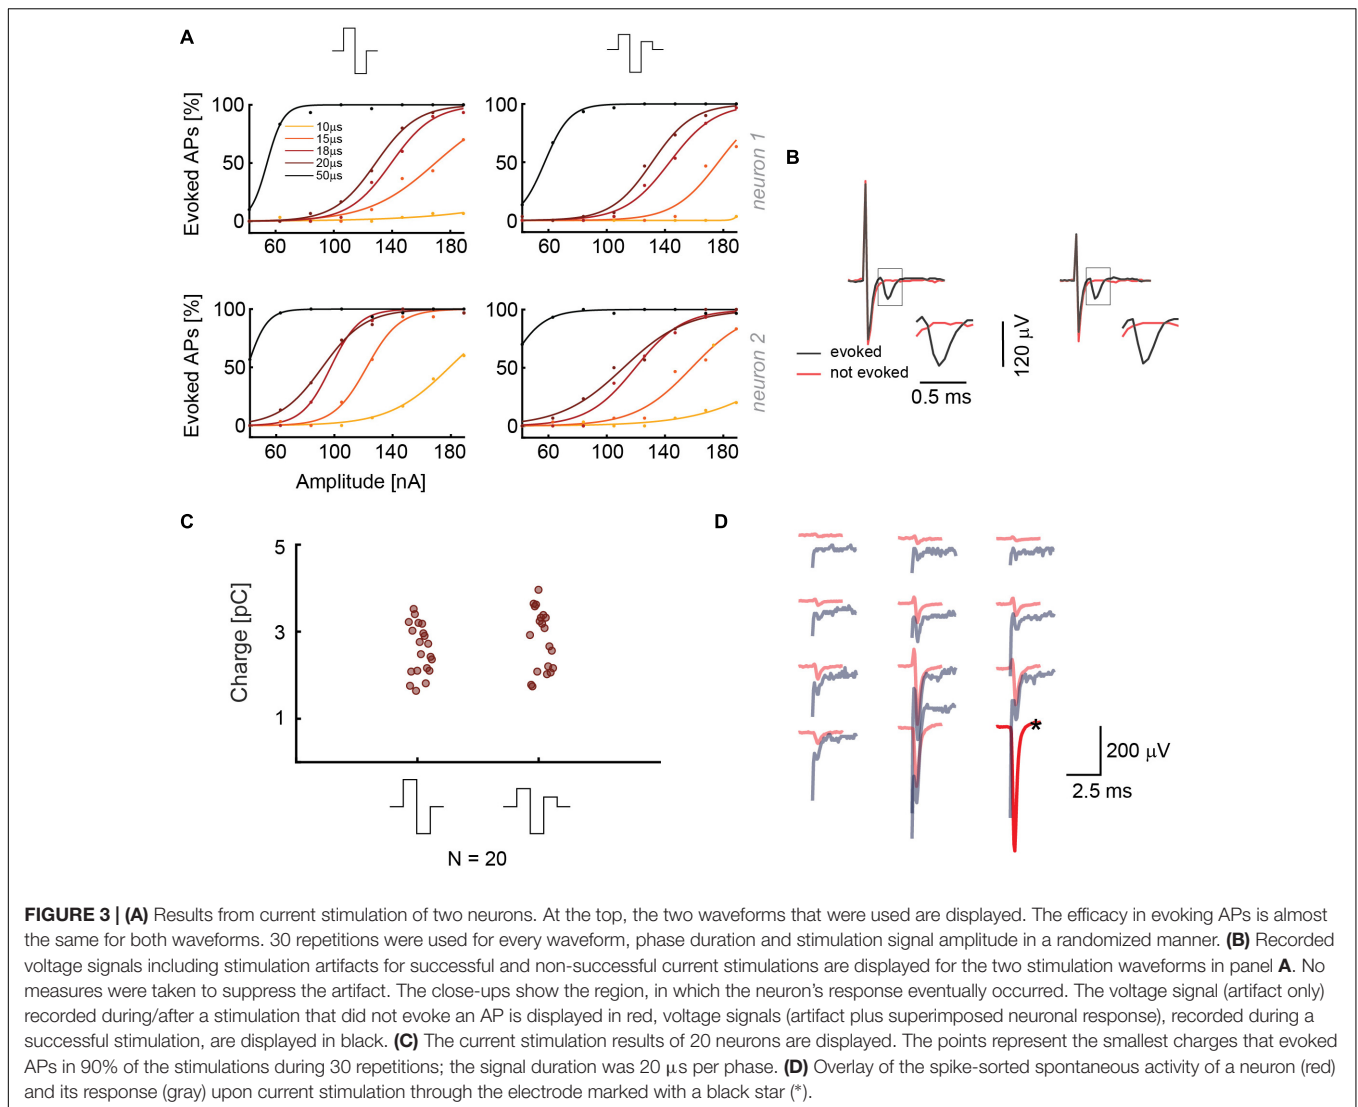 A
100
50
0
Evoked APs [%]
10µs
15µs
18µs
20µs
50µs
60 100 140 180
100
50
0
60 100 140 180
neuron 1
100
50
0
Evoked APs [%]
60 100 140 180
Amplitude [nA]
100
50
0
60 100 140 180
neuron 2
B
evoked
not evoked
0.5 ms
120 µV
C
5
3
1
Charge [pC]
N = 20
D
*
200 µV
2.5 ms
FIGURE 3 | (A) Results from current stimulation of two neurons. At the top, the two waveforms that were used are displayed. The efficacy in evoking APs is almost
the same for both waveforms. 30 repetitions were used for every waveform, phase duration and stimulation signal amplitude in a randomized manner. (B) Recorded
voltage signals including stimulation artifacts for successful and non-successful current stimulations are displayed for the two stimulation waveforms in panel A. No
measures were taken to suppress the artifact. The close-ups show the region, in which the neuron's response eventually occurred. The voltage signal (artifact only)
recorded during/after a stimulation that did not evoke an AP is displayed in red, voltage signals (artifact plus superimposed neuronal response), recorded during a
successful stimulation, are displayed in black. (C) The current stimulation results of 20 neurons are displayed. The points represent the smallest charges that evoked
APs in 90% of the stimulations during 30 repetitions; the signal duration was 20 µs per phase. (D) Overlay of the spike-sorted spontaneous activity of a neuron (red)
and its response (gray) upon current stimulation through the electrode marked with a black star (*).